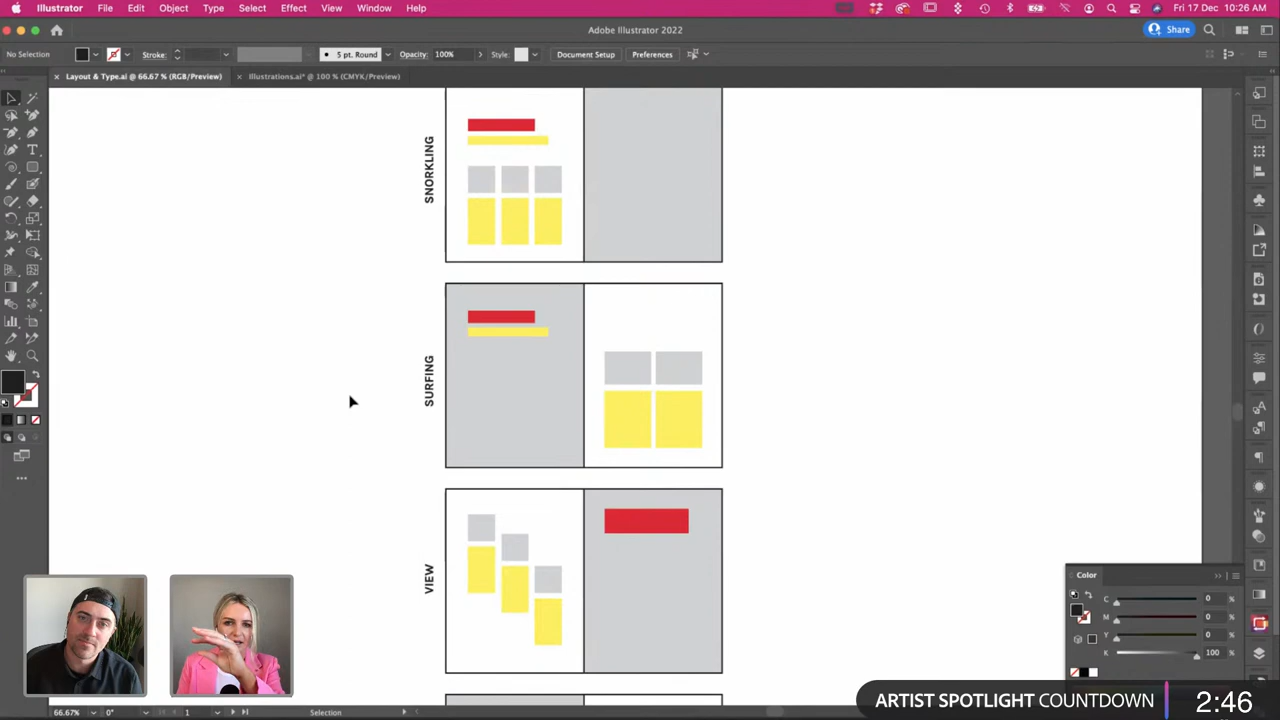 Illustrator File Edit Object Type Select Effect View Window Help
Fri 17 Dec 10:26 AM
Adobe Illustrator 2022
Share
No Selection
Stroke:
5 pt. Round
Opacity: 100%
Style:
Document Setup
Preferences
Layout & Type.ai @ 66.67 % (RGB/Preview)
Illustrations.ai* @ 100 % (CMYK/Preview)
SNORKLING
SURFING
VIEW
Color
C 0 %
M 0 %
Y 0 %
K 100 %
66.67%
0°
1
Selection
ARTIST SPOTLIGHT COUNTDOWN
2:46